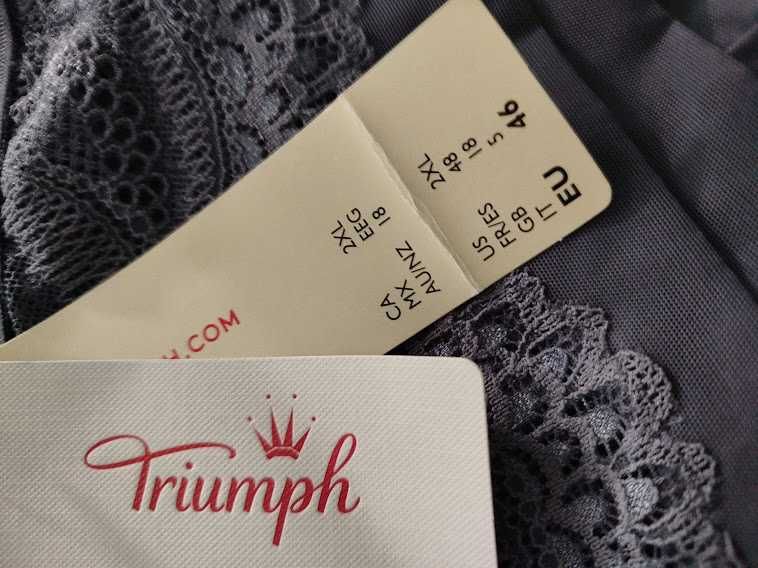 CA 2XL
MX EEG
AU/NZ 18
US 2XL
FR/ES 48
GB 18
IT 5
EU 46
H.COM
Triumph